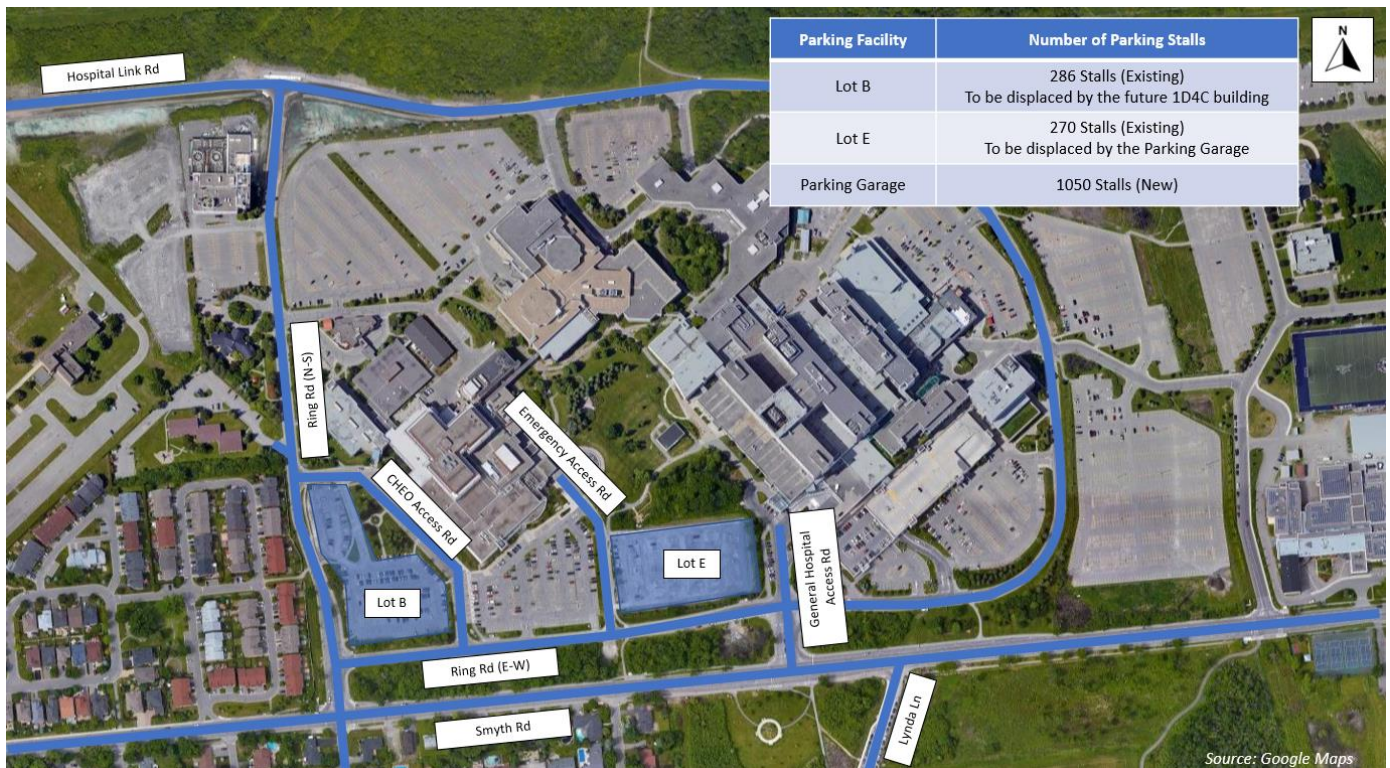 Parking Facility Number of Parking Stalls
Lot B 286 Stalls (Existing)
To be displaced by the future 1D4C building
Lot E 270 Stalls (Existing)
To be displaced by the Parking Garage
Parking Garage 1050 Stalls (New)
N
Hospital Link Rd
Ring Rd (N-S)
CHEO Access Rd
Emergency Access Rd
General Hospital
Access Rd
Lot E
Lot B
Ring Rd (E-W)
Smyth Rd
Lynda Ln
Source: Google Maps